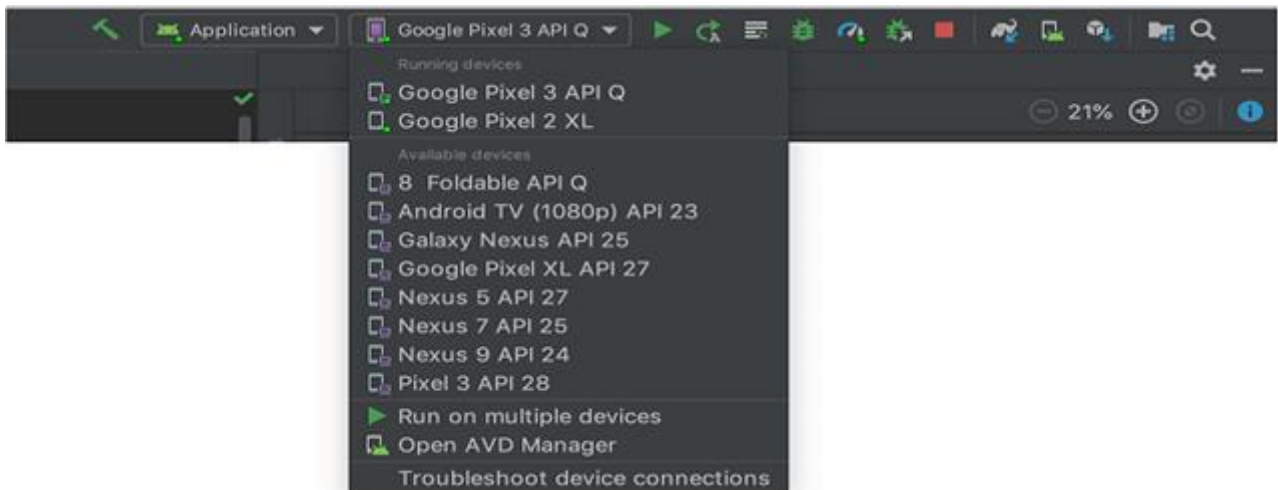 Application
Google Pixel 3 API Q
Running devices
Google Pixel 3 API Q
Google Pixel 2 XL
21%
Available devices
8 Foldable API Q
Android TV (1080p) API 23
Galaxy Nexus API 25
Google Pixel XL API 27
Nexus 5 API 27
Nexus 7 API 25
Nexus 9 API 24
Pixel 3 API 28
Run on multiple devices
Open AVD Manager
Troubleshoot device connections